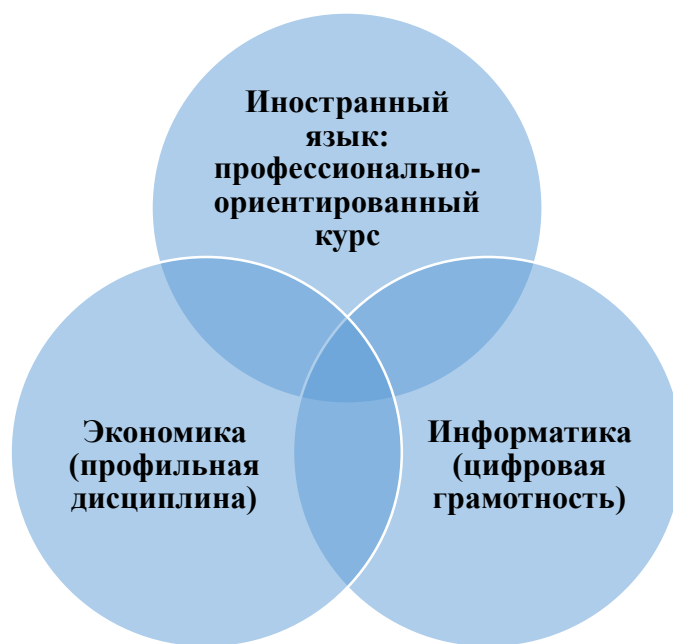 Иностранный
язык:
профессионально-
ориентированный
курс
Экономика
(профильная
дисциплина)
Информатика
(цифровая
грамотность)